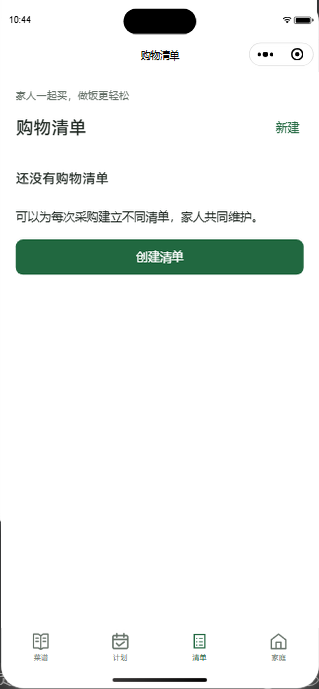 10:44
购物清单
家人一起买，做饭更轻松
购物清单
新建
还没有购物清单
可以为每次采购建立不同清单，家人共同维护。
创建清单
菜谱
计划
清单
家庭